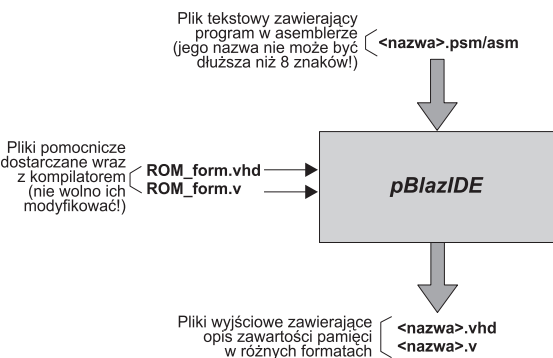 Plik tekstowy zawierający
program w asemblerze
(jego nazwa nie może być
dłuższa niż 8 znaków!)
<nazwa>.psm/asm
Pliki pomocnicze
dostarczane wraz
z kompilatorem
(nie wolno ich
modyfikować!)
ROM_form.vhd
ROM_form.v
pBlazIDE
Pliki wyjściowe zawierające
opis zawartości pamięci
w różnych formatach
<nazwa>.vhd
<nazwa>.v